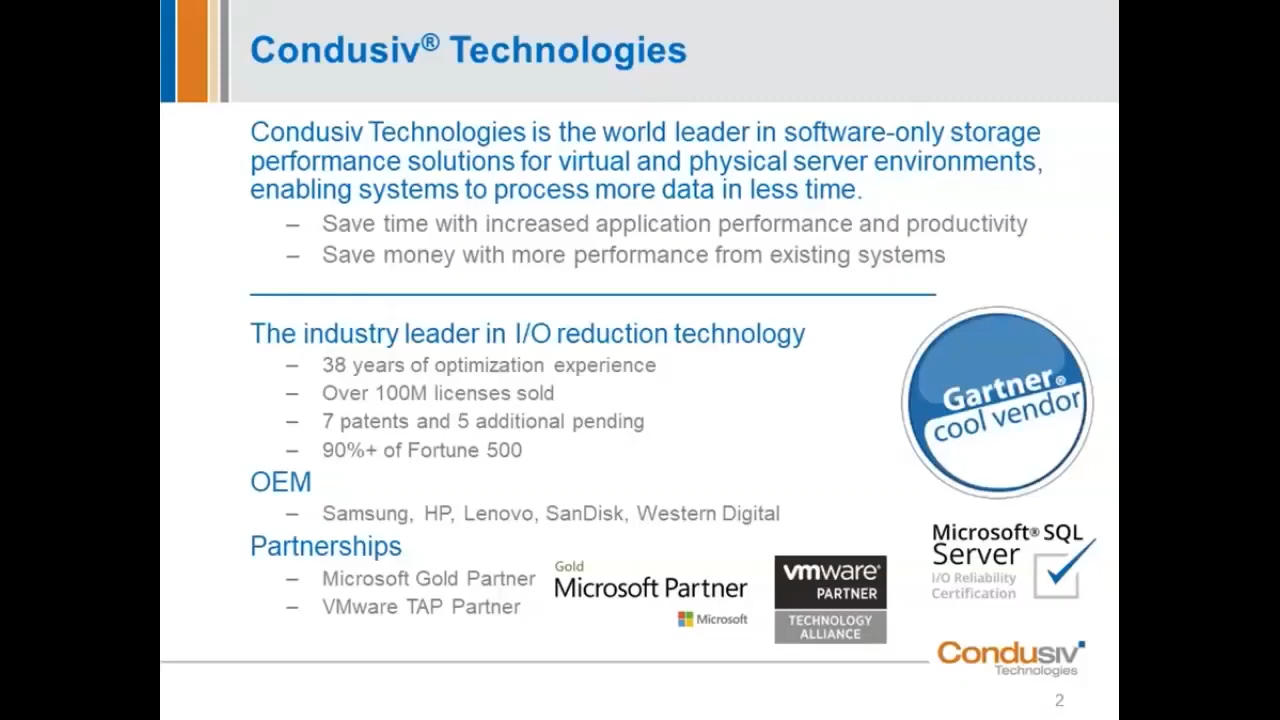 Condusiv® Technologies
Condusiv Technologies is the world leader in software-only storage
performance solutions for virtual and physical server environments,
enabling systems to process more data in less time.
– Save time with increased application performance and productivity
– Save money with more performance from existing systems
The industry leader in I/O reduction technology
– 38 years of optimization experience
– Over 100M licenses sold
– 7 patents and 5 additional pending
– 90%+ of Fortune 500
Gartner®
cool vendor
OEM
– Samsung, HP, Lenovo, SanDisk, Western Digital
Partnerships
– Microsoft Gold Partner
– VMware TAP Partner
Gold
Microsoft Partner
Microsoft
vmware®
PARTNER
TECHNOLOGY
ALLIANCE
Microsoft® SQL
Server
I/O Reliability
Certification
Condusiv
Technologies
2